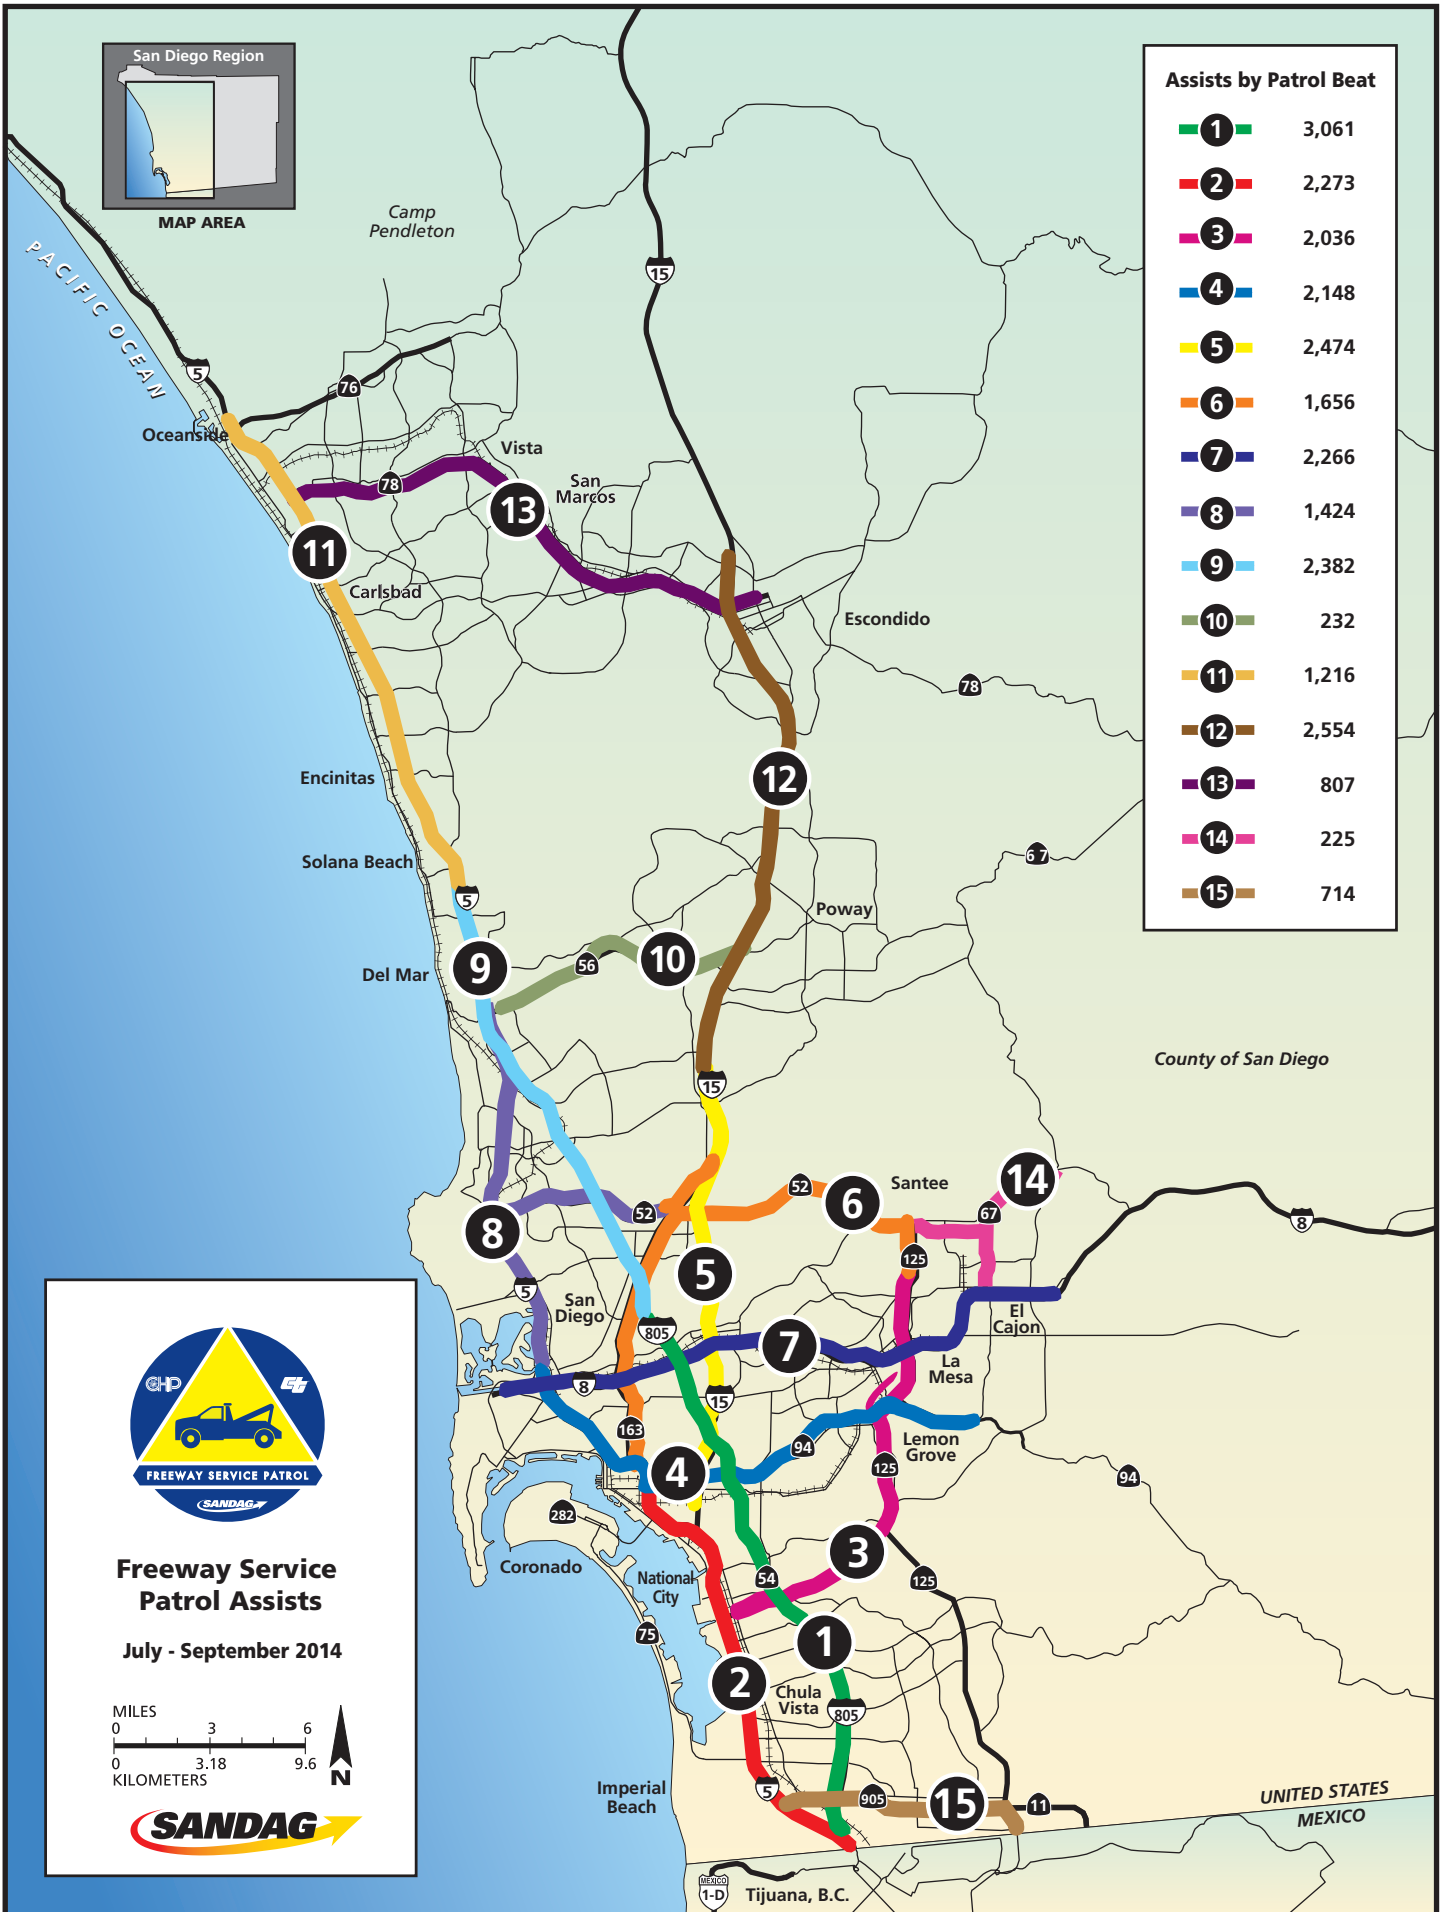 San Diego Region
MAP AREA
Assists by Patrol Beat
1 3,061
2 2,273
3 2,036
4 2,148
5 2,474
6 1,656
7 2,266
8 1,424
9 2,382
10 232
11 1,216
12 2,554
13 807
14 225
15 714
Camp
Pendleton
PACIFIC OCEAN
15
5
76
Oceanside
Vista
78
San
Marcos
13
11
Carlsbad
Escondido
78
Encinitas
12
Solana Beach
67
5
Poway
Del Mar
9
56
10
County of San Diego
15
14
Santee
52
6
67
52
8
8
125
5
5
San
Diego
El
Cajon
805
7
La
Mesa
8
15
163
94
Lemon
Grove
4
125
94
282
3
Coronado
National
City
54
125
75
1
2
Chula
Vista
805
Imperial
Beach
5
905
15
11
UNITED STATES
MEXICO
MEXICO
1-D
Tijuana, B.C.
CHP
ct
FREEWAY SERVICE PATROL
SANDAG
Freeway Service
Patrol Assists
July - September 2014
MILES
0 3 6
0 3.18 9.6
KILOMETERS
N
SANDAG